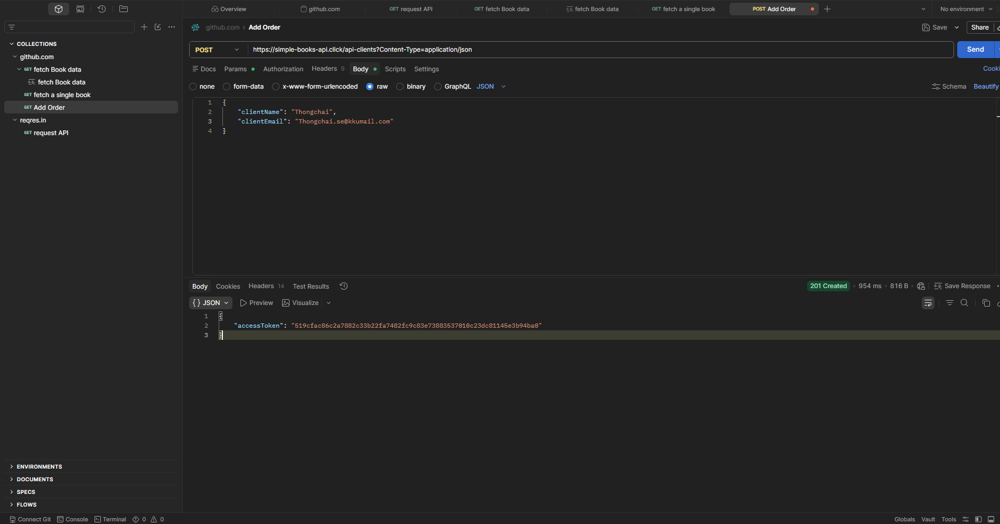 Overview
github.com
GET request API
GET fetch Book data
e.g. fetch Book data
GET fetch a single book
POST Add Order
No environment
COLLECTIONS
github.com
GET fetch Book data
e.g. fetch Book data
GET fetch a single book
GET Add Order
reqres.in
GET request API
ENVIRONMENTS
DOCUMENTS
SPECS
FLOWS
HTTP github.com > Add Order
Save
Share
POST https://simple-books-api.click/api-clients?Content-Type=application/json
Send
Docs Params Authorization Headers 9 Body Scripts Settings
Cooki
none form-data x-www-form-urlencoded raw binary GraphQL JSON
Schema Beautify
1 {
2 "clientName": "Thongchai",
3 "clientEmail": "Thongchai.se@kkumail.com"
4 }
Body Cookies Headers 14 Test Results
201 Created 954 ms 816 B e.g. Save Response
{} JSON Preview Visualize
1 {
2 "accessToken": "519cfac86c2a7882c33b22fa7482fc9c83e73883537010c23dc81145e3b94ba0"
3 }
Connect Git Console Terminal 0 0
Globals Vault Tools